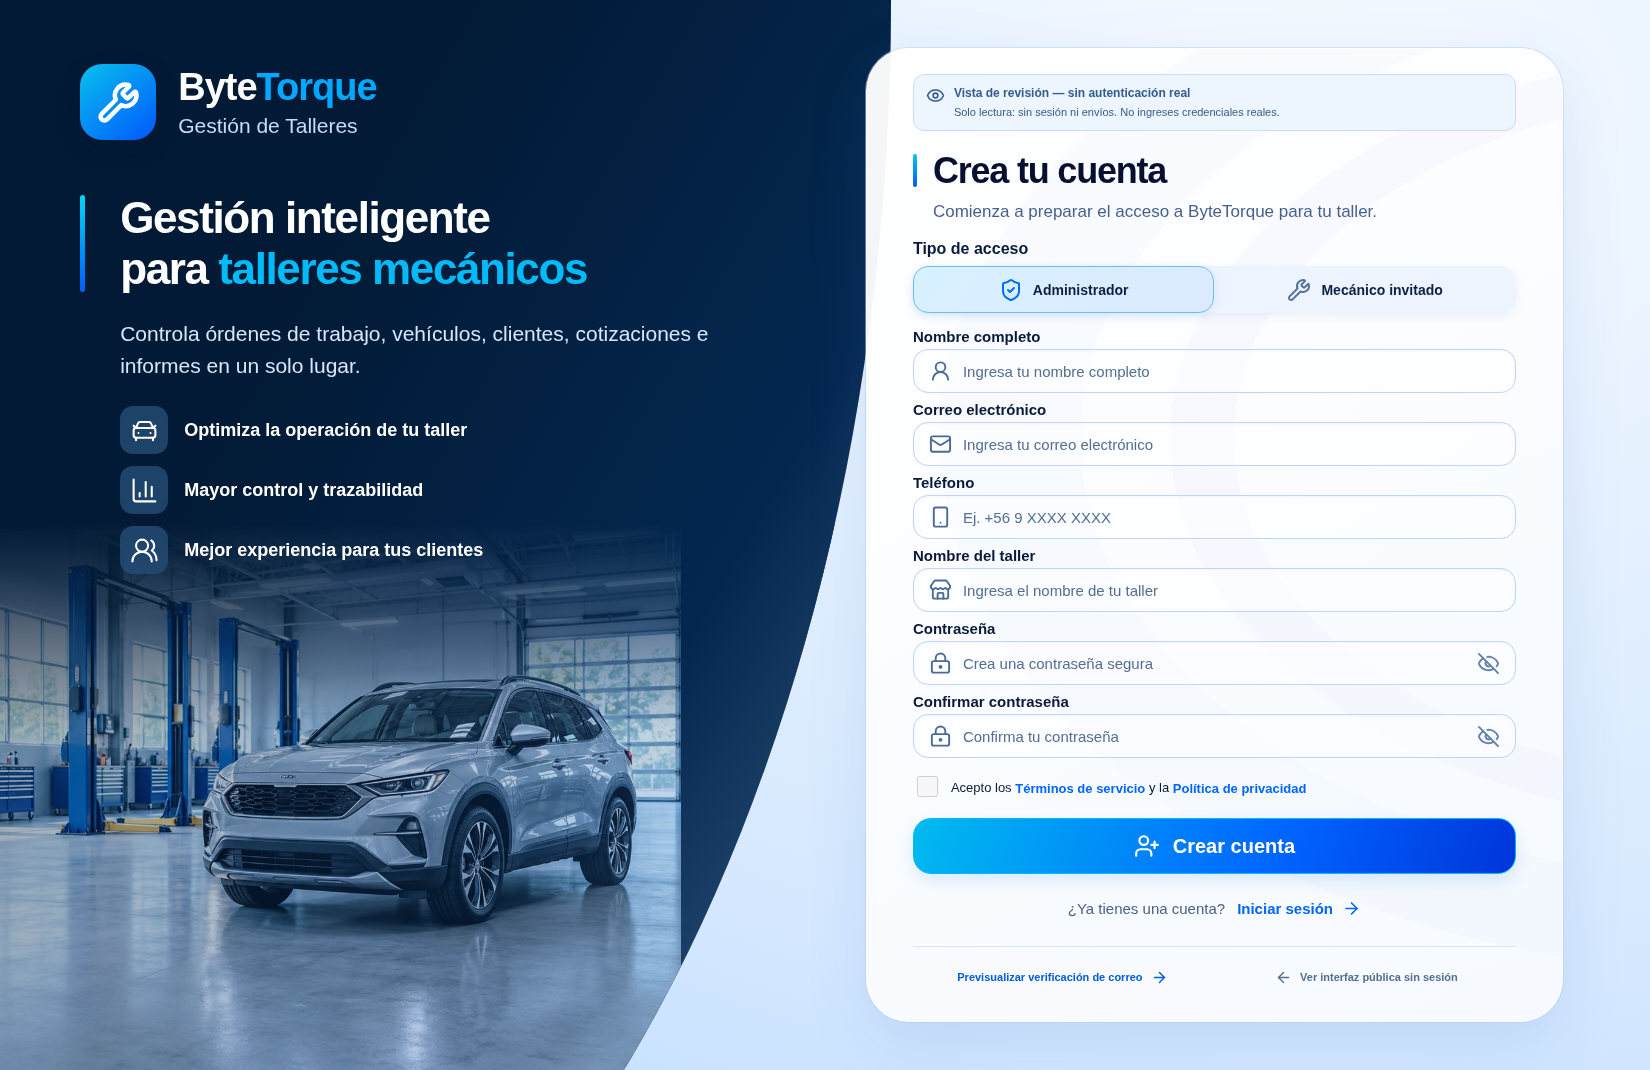 ByteTorque
Gestión de Talleres
Gestión inteligente
para talleres mecánicos
Controla órdenes de trabajo, vehículos, clientes, cotizaciones e
informes en un solo lugar.
Optimiza la operación de tu taller
Mayor control y trazabilidad
Mejor experiencia para tus clientes
Vista de revisión — sin autenticación real
Solo lectura: sin sesión ni envíos. No ingreses credenciales reales.
Crea tu cuenta
Comienza a preparar el acceso a ByteTorque para tu taller.
Tipo de acceso
Administrador
Mecánico invitado
Nombre completo
Ingresa tu nombre completo
Correo electrónico
Ingresa tu correo electrónico
Teléfono
Ej. +56 9 XXXX XXXX
Nombre del taller
Ingresa el nombre de tu taller
Contraseña
Crea una contraseña segura
Confirmar contraseña
Confirma tu contraseña
Acepto los Términos de servicio y la Política de privacidad
Crear cuenta
¿Ya tienes una cuenta? Iniciar sesión
Previsualizar verificación de correo
Ver interfaz pública sin sesión